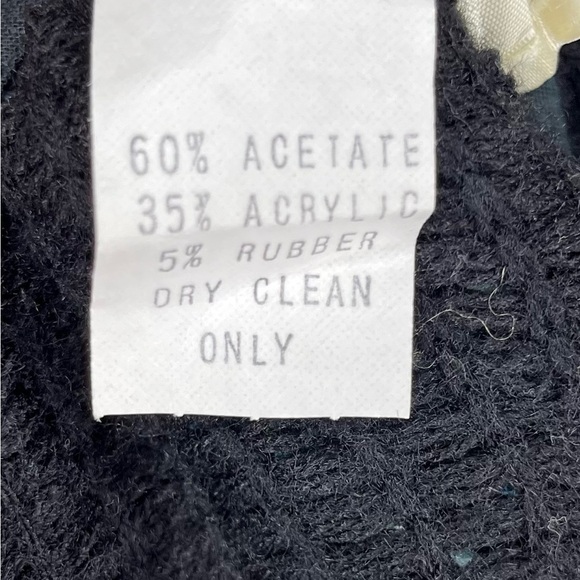 60% ACETATE
35% ACRYLIC
5% RUBBER
DRY CLEAN
ONLY